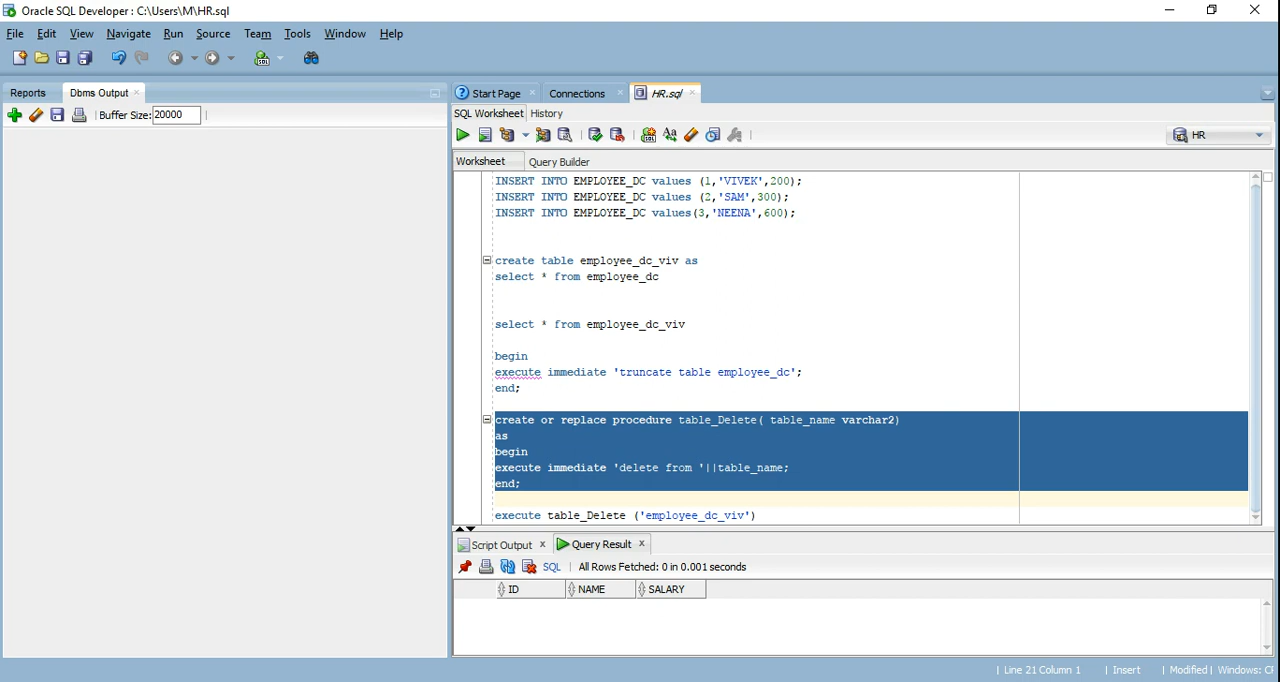 Oracle SQL Developer : C:\Users\M\HR.sql
File Edit View Navigate Run Source Team Tools Window Help
Reports Dbms Output
Buffer Size: 20000
Start Page Connections HR.sql
SQL Worksheet History
HR
Worksheet Query Builder
INSERT INTO EMPLOYEE_DC values (1,'VIVEK',200);
INSERT INTO EMPLOYEE_DC values (2,'SAM',300);
INSERT INTO EMPLOYEE_DC values(3,'NEENA',600);
create table employee_dc_viv as
select * from employee_dc
select * from employee_dc_viv
begin
execute immediate 'truncate table employee_dc';
end;
create or replace procedure table_Delete( table_name varchar2)
as
begin
execute immediate 'delete from '||table_name;
end;
execute table_Delete ('employee_dc_viv')
Script Output Query Result
SQL | All Rows Fetched: 0 in 0.001 seconds
ID NAME SALARY
| Line 21 Column 1 | Insert | Modified | Windows: CF